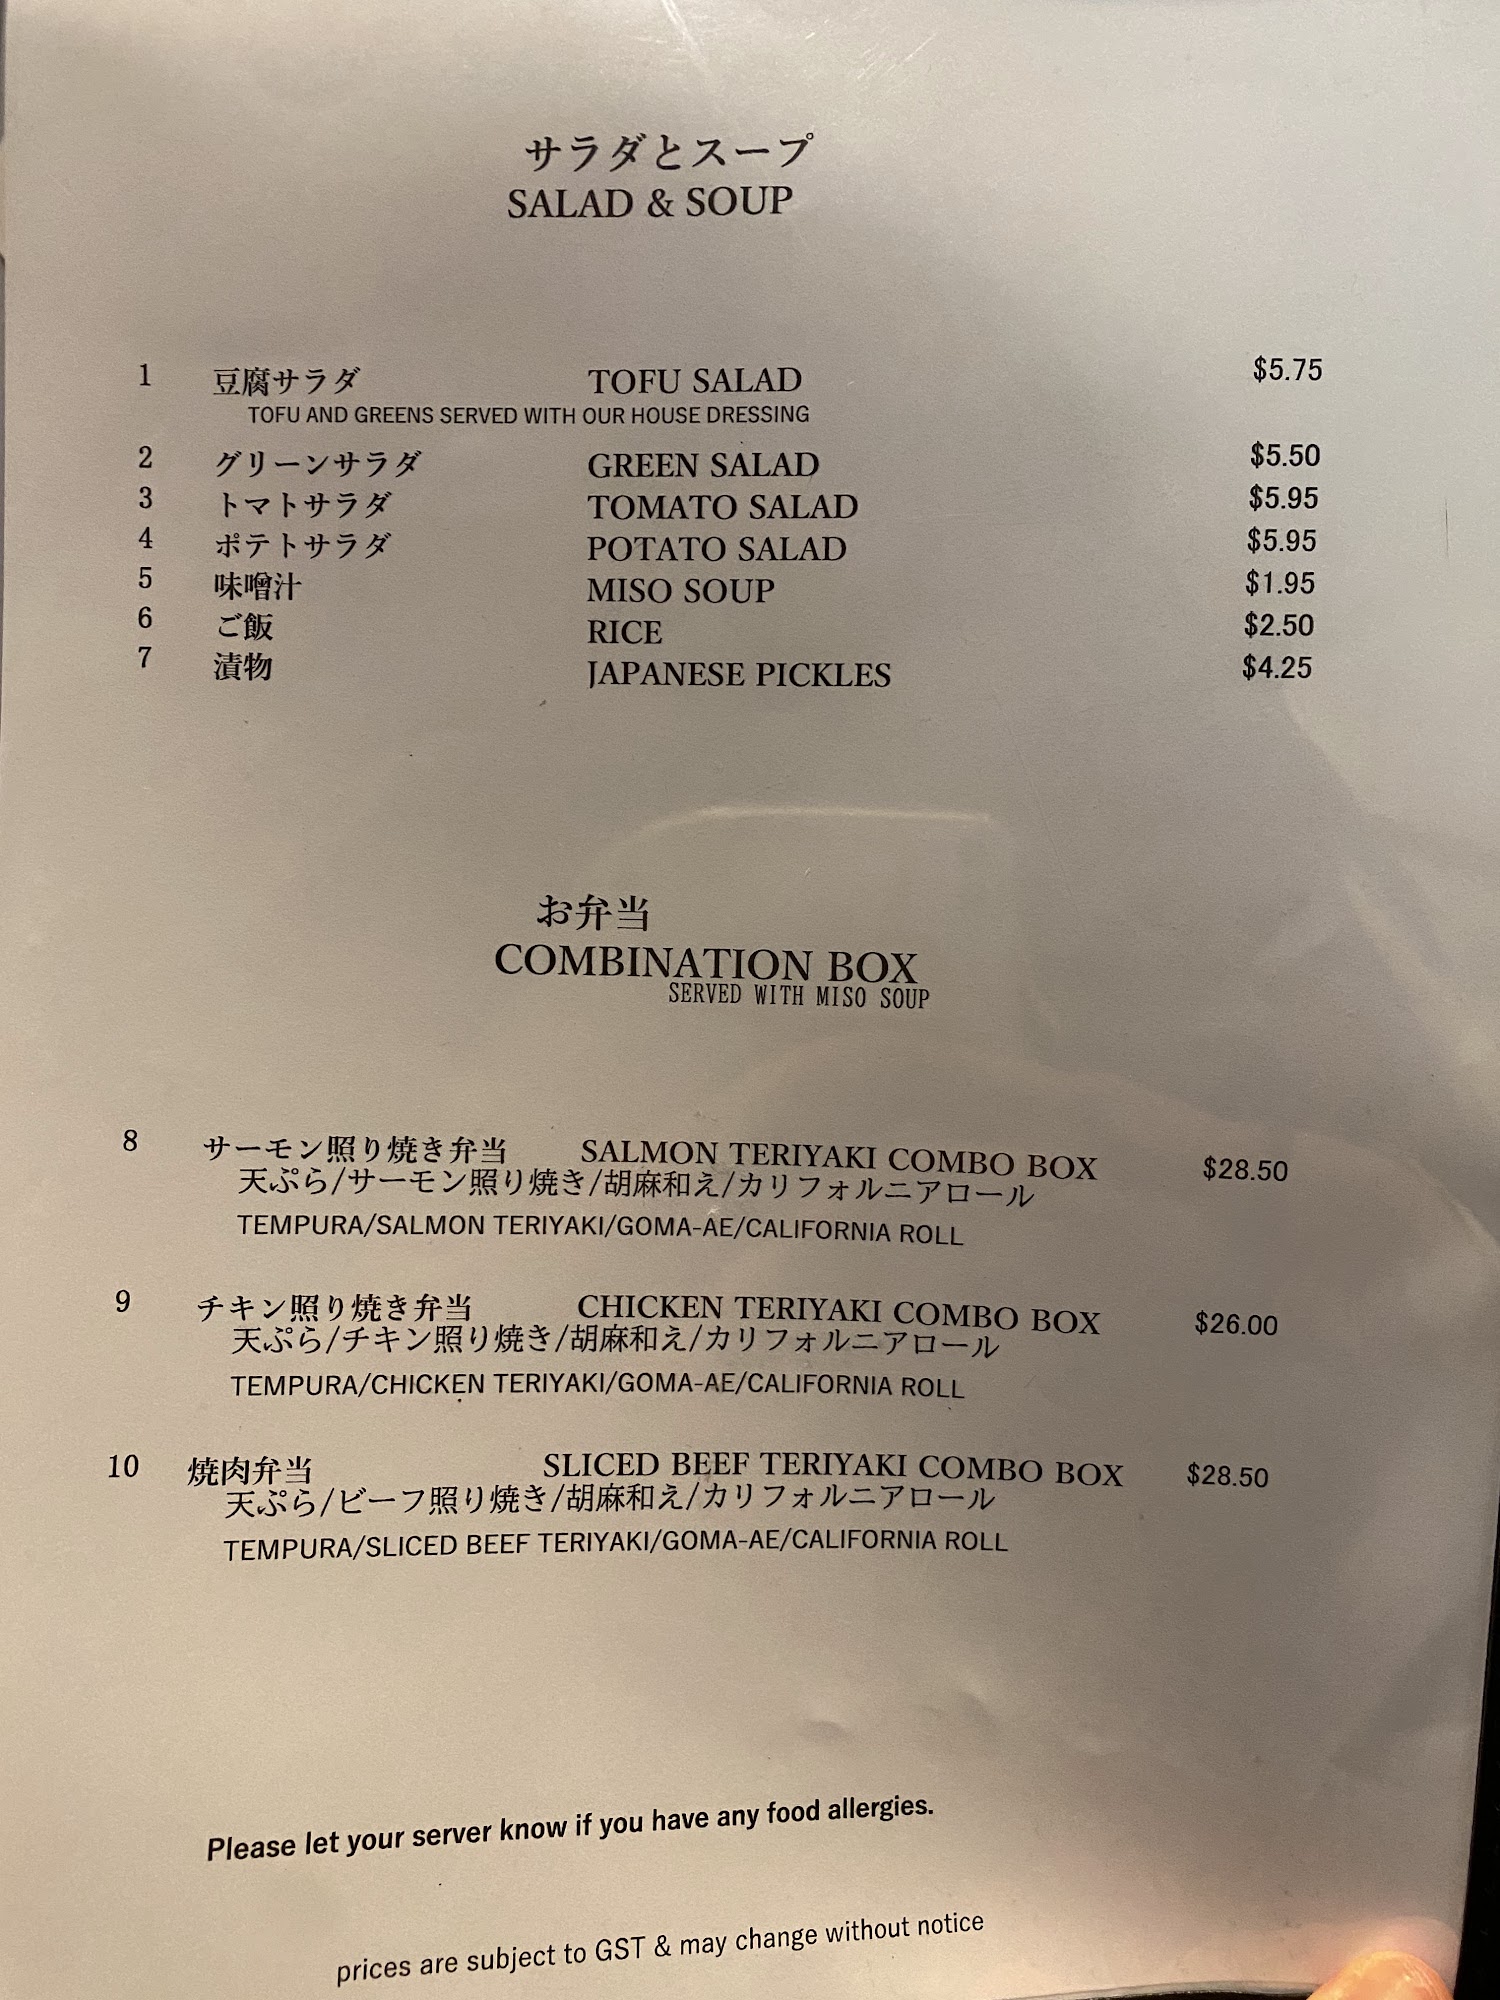 サラダとスープ
SALAD & SOUP
1 豆腐サラダ TOFU SALAD $5.75
TOFU AND GREENS SERVED WITH OUR HOUSE DRESSING
2 グリーンサラダ GREEN SALAD $5.50
3 トマトサラダ TOMATO SALAD $5.95
4 ポテトサラダ POTATO SALAD $5.95
5 味噌汁 MISO SOUP $1.95
6 ご飯 RICE $2.50
7 漬物 JAPANESE PICKLES $4.25
お弁当
COMBINATION BOX
SERVED WITH MISO SOUP
8 サーモン照り焼き弁当 SALMON TERIYAKI COMBO BOX $28.50
天ぷら/サーモン照り焼き/胡麻和え/カリフォルニアロール
TEMPURA/SALMON TERIYAKI/GOMA-AE/CALIFORNIA ROLL
9 チキン照り焼き弁当 CHICKEN TERIYAKI COMBO BOX $26.00
天ぷら/チキン照り焼き/胡麻和え/カリフォルニアロール
TEMPURA/CHICKEN TERIYAKI/GOMA-AE/CALIFORNIA ROLL
10 焼肉弁当 SLICED BEEF TERIYAKI COMBO BOX $28.50
天ぷら/ビーフ照り焼き/胡麻和え/カリフォルニアロール
TEMPURA/SLICED BEEF TERIYAKI/GOMA-AE/CALIFORNIA ROLL
Please let your server know if you have any food allergies.
prices are subject to GST & may change without notice